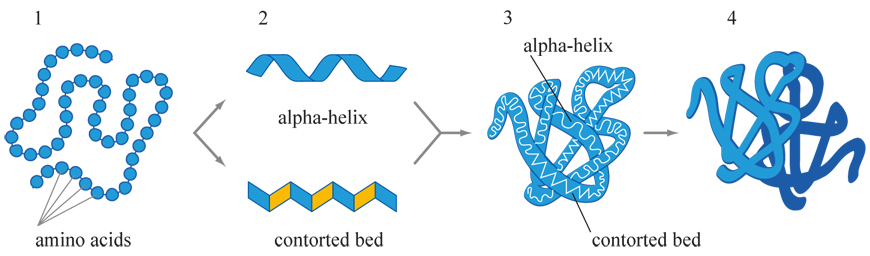 1
2
3
4
alpha-helix
alpha-helix
amino acids
contorted bed
contorted bed